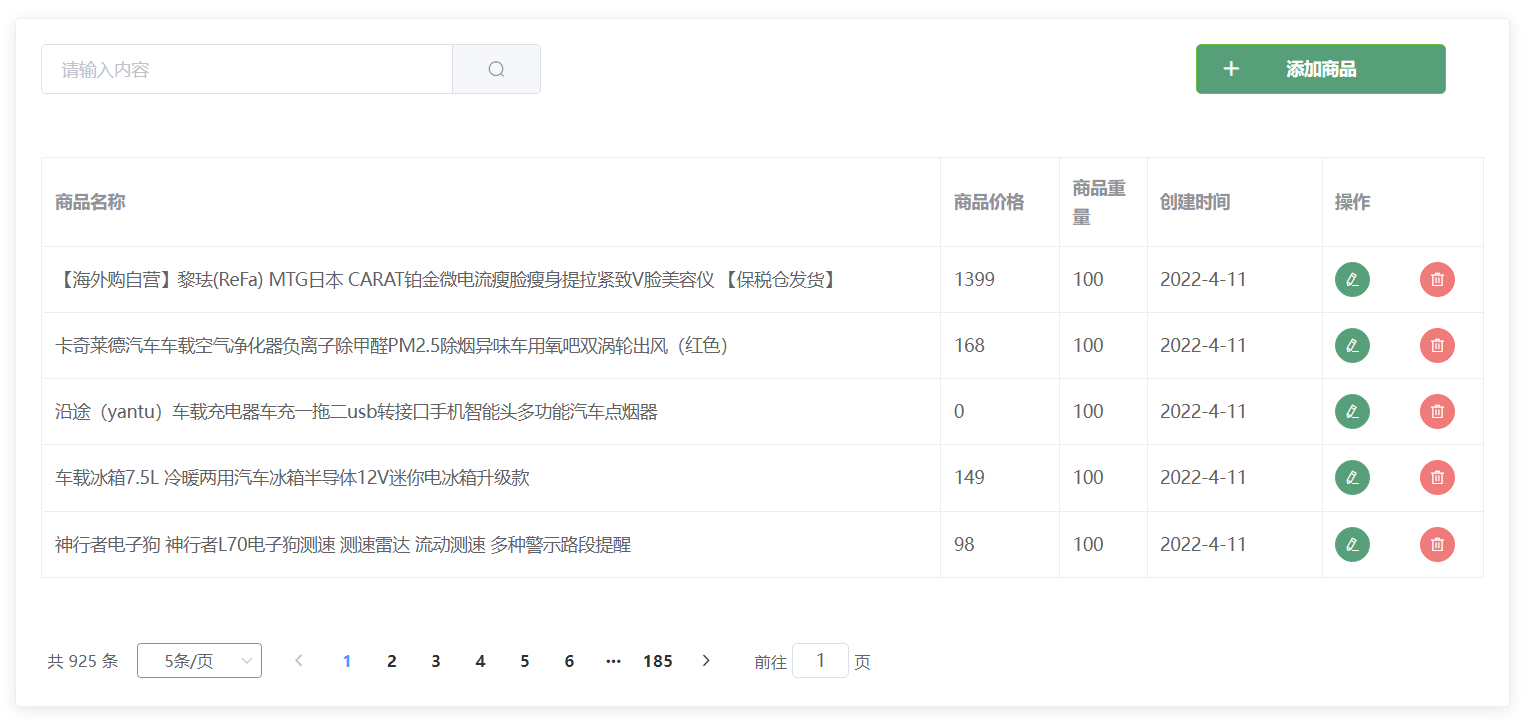 请输入内容
添加商品
商品名称 商品价格 商品重量 创建时间 操作
【海外购自营】黎珐(ReFa) MTG日本 CARAT铂金微电流瘦脸瘦身提拉紧致V脸美容仪 【保税仓发货】 1399 100 2022-4-11
卡奇莱德汽车车载空气净化器负离子除甲醛PM2.5除烟异味车用氧吧双涡轮出风（红色） 168 100 2022-4-11
沿途（yantu）车载充电器车充一拖二usb转接口手机智能头多功能汽车点烟器 0 100 2022-4-11
车载冰箱7.5L 冷暖两用汽车冰箱半导体12V迷你电冰箱升级款 149 100 2022-4-11
神行者电子狗 神行者L70电子狗测速 测速雷达 流动测速 多种警示路段提醒 98 100 2022-4-11
共 925 条 5条/页 1 2 3 4 5 6 ··· 185 前往 1 页